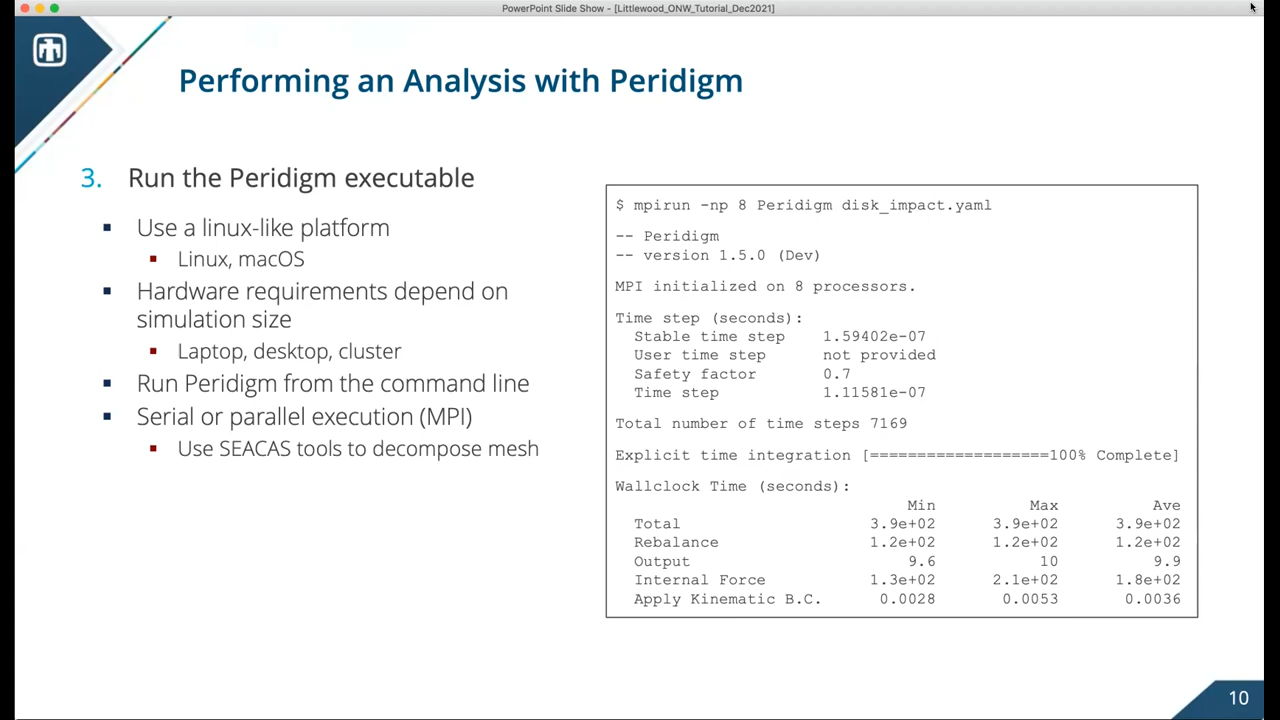 PowerPoint Slide Show - [Littlewood_ONW_Tutorial_Dec2021]
Performing an Analysis with Peridigm
3. Run the Peridigm executable
▪ Use a linux-like platform
▪ Linux, macOS
▪ Hardware requirements depend on
simulation size
▪ Laptop, desktop, cluster
▪ Run Peridigm from the command line
▪ Serial or parallel execution (MPI)
▪ Use SEACAS tools to decompose mesh
$ mpirun -np 8 Peridigm disk_impact.yaml
-- Peridigm
-- version 1.5.0 (Dev)
MPI initialized on 8 processors.
Time step (seconds):
Stable time step 1.59402e-07
User time step not provided
Safety factor 0.7
Time step 1.11581e-07
Total number of time steps 7169
Explicit time integration [===================100% Complete]
Wallclock Time (seconds):
Min Max Ave
Total 3.9e+02 3.9e+02 3.9e+02
Rebalance 1.2e+02 1.2e+02 1.2e+02
Output 9.6 10 9.9
Internal Force 1.3e+02 2.1e+02 1.8e+02
Apply Kinematic B.C. 0.0028 0.0053 0.0036
10